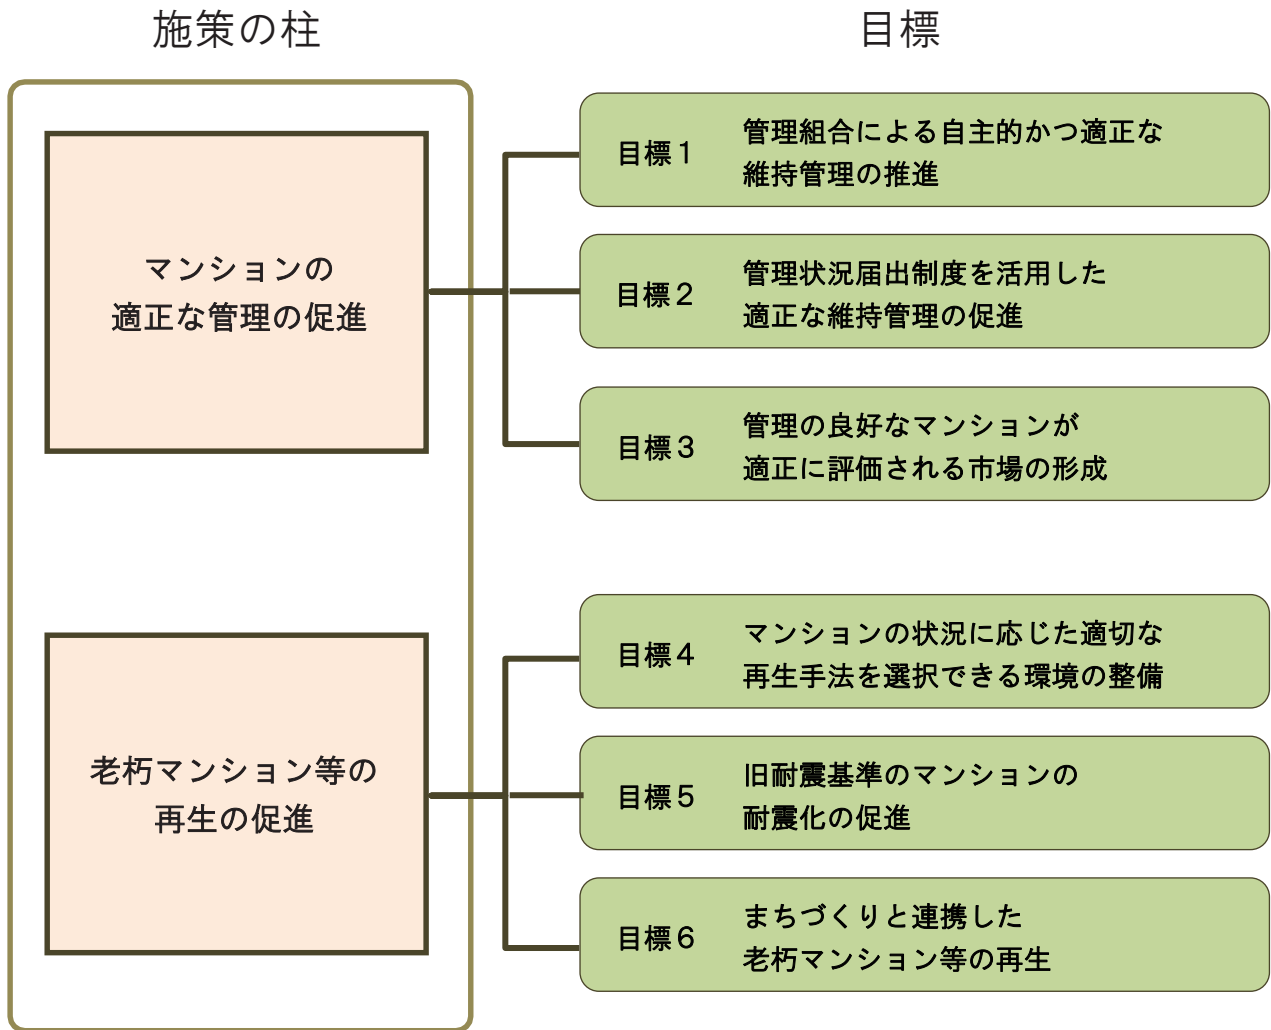 施策の柱
目標
マンションの
適正な管理の促進
目標１
管理組合による自主的かつ適正な
維持管理の推進
目標２
管理状況届出制度を活用した
適正な維持管理の促進
目標３
管理の良好なマンションが
適正に評価される市場の形成
老朽マンション等の
再生の促進
目標４
マンションの状況に応じた適切な
再生手法を選択できる環境の整備
目標５
旧耐震基準のマンションの
耐震化の促進
目標６
まちづくりと連携した
老朽マンション等の再生